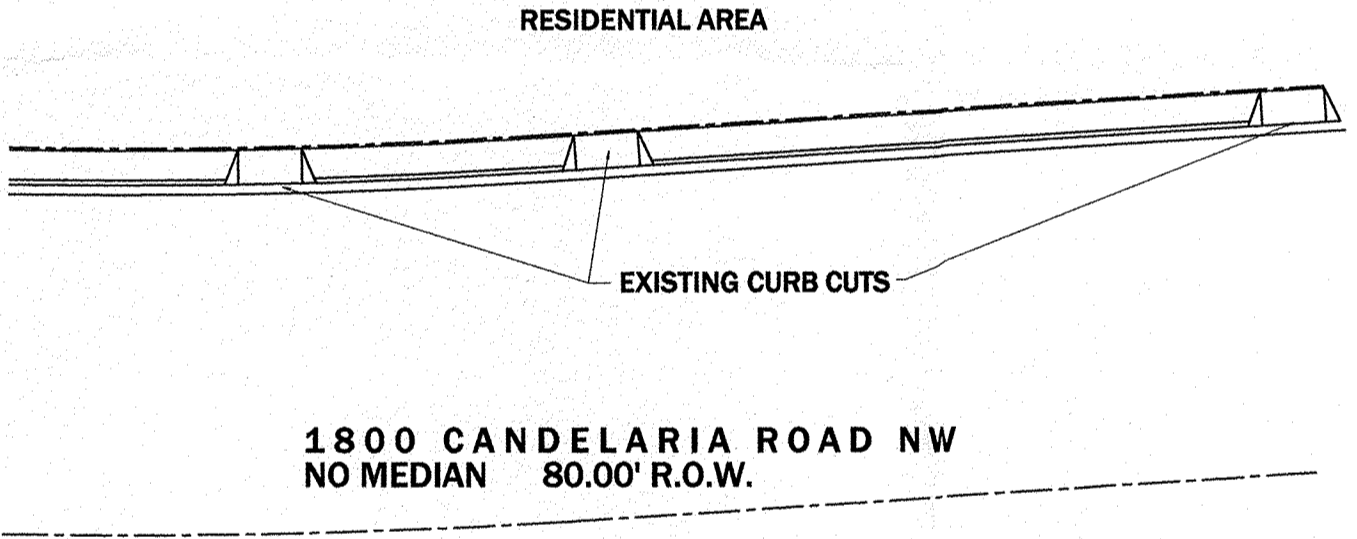 RESIDENTIAL AREA
EXISTING CURB CUTS
1800 CANDELARIA ROAD NW
NO MEDIAN 80.00' R.O.W.